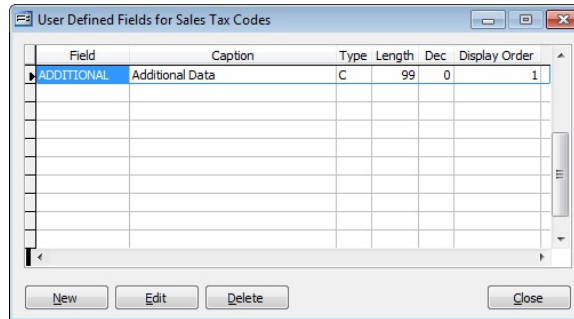 User Defined Fields for Sales Tax Codes
Field Caption Type Length Dec Display Order
ADDITIONAL Additional Data C 99 0 1
New Edit Delete Close